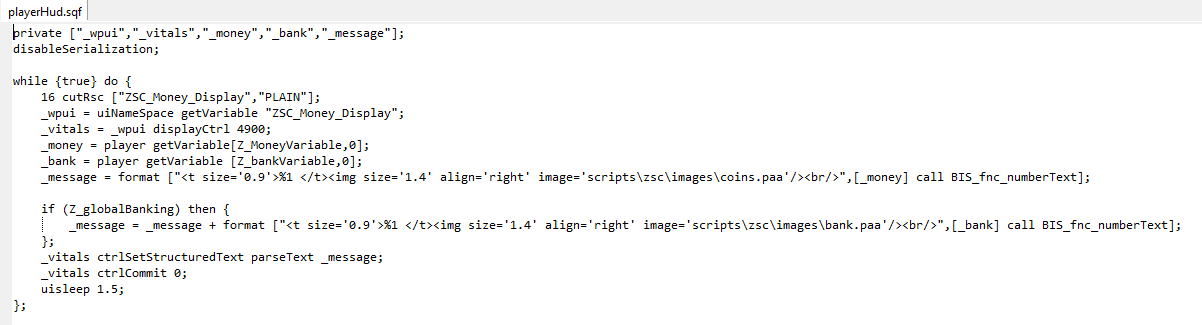 playerHud.sqf
private ["_wpui","_vitals","_money","_bank","_message"];
disableSerialization;

while {true} do {
    16 cutRsc ["ZSC_Money_Display","PLAIN"];
    _wpui = uiNameSpace getVariable "ZSC_Money_Display";
    _vitals = _wpui displayCtrl 4900;
    _money = player getVariable[Z_MoneyVariable,0];
    _bank = player getVariable [Z_bankVariable,0];
    _message = format ["<t size='0.9'>%1 </t><img size='1.4' align='right' image='scripts\zsc\images\coins.paa'/><br/>",[_money] call BIS_fnc_numberText];

    if (Z_globalBanking) then {
        _message = _message + format ["<t size='0.9'>%1 </t><img size='1.4' align='right' image='scripts\zsc\images\bank.paa'/><br/>",[_bank] call BIS_fnc_numberText];
    };
    _vitals ctrlSetStructuredText parseText _message;
    _vitals ctrlCommit 0;
    uisleep 1.5;
};